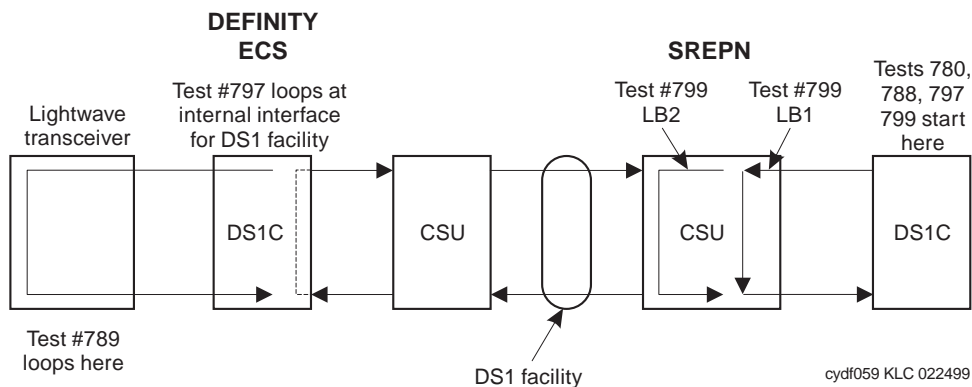 DEFINITY
ECS
SREPN
Lightwave
transceiver
Test #797 loops at
internal interface
for DS1 facility
Test #799
LB2
Test #799
LB1
Tests 780,
788, 797
799 start
here
DS1C
CSU
CSU
DS1C
Test #789
loops here
DS1 facility
cydf059 KLC 022499